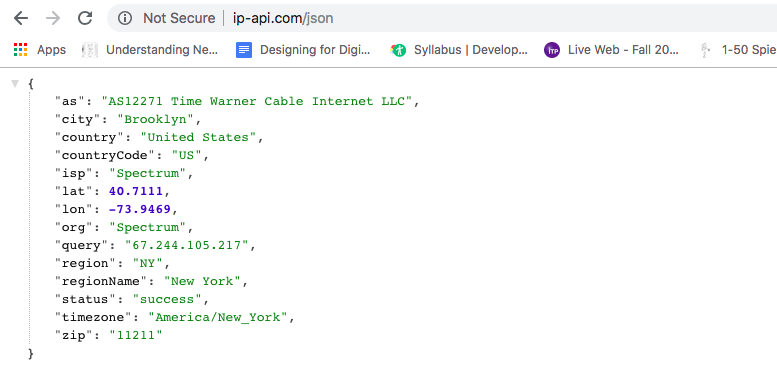 Not Secure | ip-api.com/json
Apps Understanding Ne... Designing for Digi... Syllabus | Develop... ITP Live Web - Fall 20... 1-50 Spie
{
"as": "AS12271 Time Warner Cable Internet LLC",
"city": "Brooklyn",
"country": "United States",
"countryCode": "US",
"isp": "Spectrum",
"lat": 40.7111,
"lon": -73.9469,
"org": "Spectrum",
"query": "67.244.105.217",
"region": "NY",
"regionName": "New York",
"status": "success",
"timezone": "America/New_York",
"zip": "11211"
}